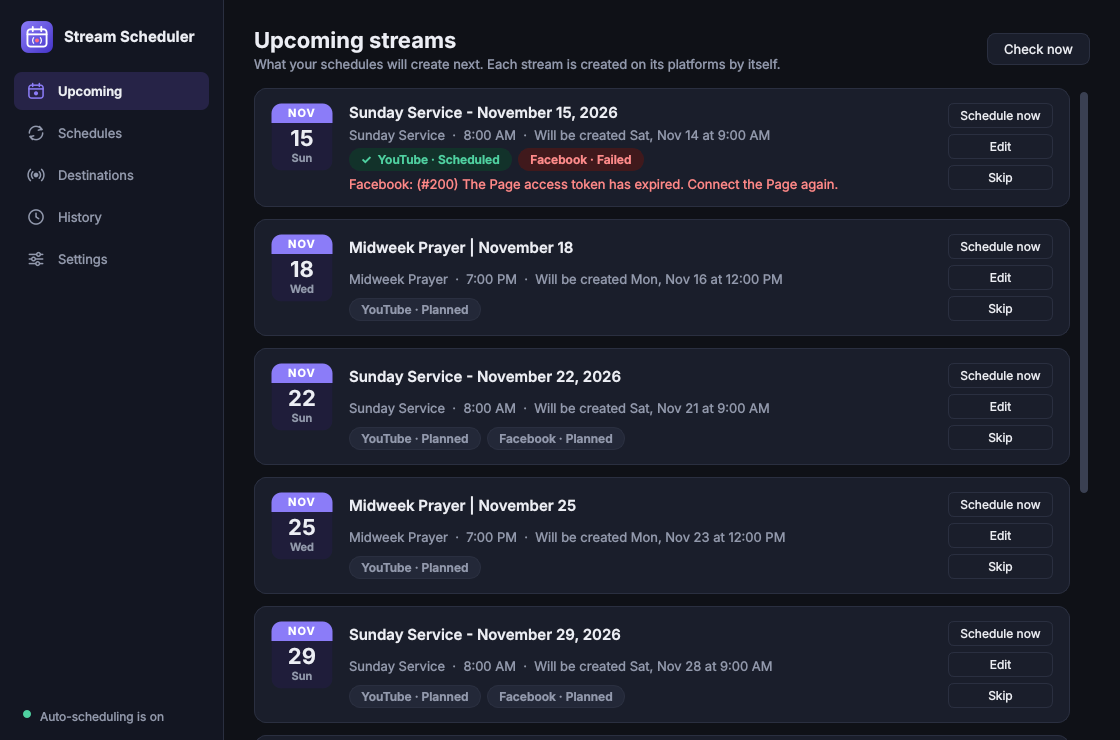 Stream Scheduler
Upcoming
Schedules
Destinations
History
Settings
Auto-scheduling is on
Upcoming streams
What your schedules will create next. Each stream is created on its platforms by itself.
Check now
NOV
15
Sun
Sunday Service - November 15, 2026
Sunday Service · 8:00 AM · Will be created Sat, Nov 14 at 9:00 AM
✓ YouTube · Scheduled Facebook · Failed
Facebook: (#200) The Page access token has expired. Connect the Page again.
Schedule now
Edit
Skip
NOV
18
Wed
Midweek Prayer | November 18
Midweek Prayer · 7:00 PM · Will be created Mon, Nov 16 at 12:00 PM
YouTube · Planned
Schedule now
Edit
Skip
NOV
22
Sun
Sunday Service - November 22, 2026
Sunday Service · 8:00 AM · Will be created Sat, Nov 21 at 9:00 AM
YouTube · Planned Facebook · Planned
Schedule now
Edit
Skip
NOV
25
Wed
Midweek Prayer | November 25
Midweek Prayer · 7:00 PM · Will be created Mon, Nov 23 at 12:00 PM
YouTube · Planned
Schedule now
Edit
Skip
NOV
29
Sun
Sunday Service - November 29, 2026
Sunday Service · 8:00 AM · Will be created Sat, Nov 28 at 9:00 AM
YouTube · Planned Facebook · Planned
Schedule now
Edit
Skip